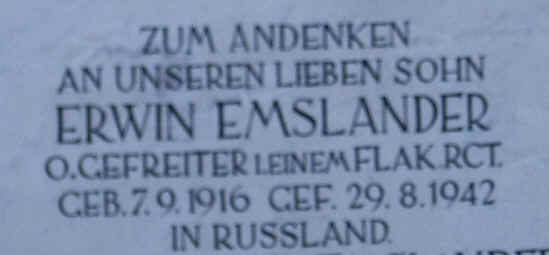 ZUM ANDENKEN
AN UNSEREN LIEBEN SOHN
ERWIN EMSLANDER
O.GEFREITER I.EINEM FLAK.RGT.
GEB. 7. 9. 1916 GEF. 29. 8. 1942
IN RUSSLAND.